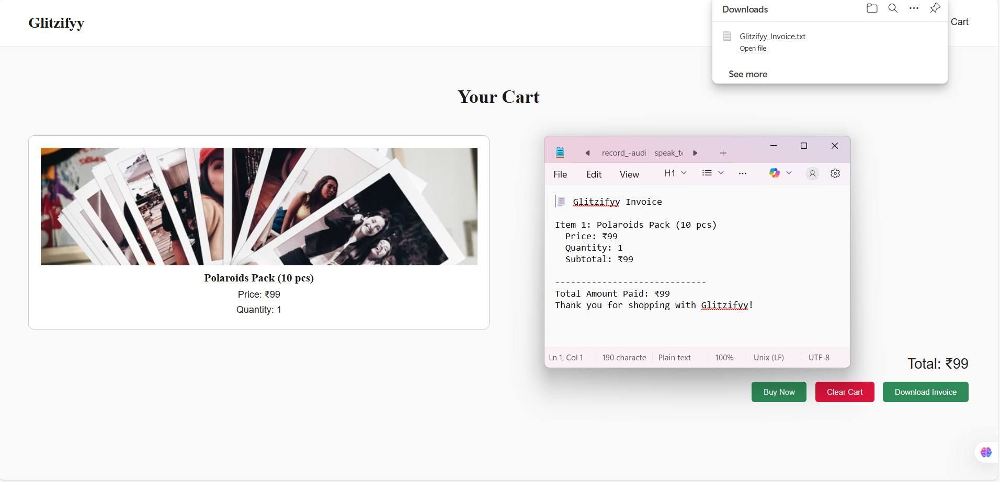 Glitzifyy
Cart
Downloads
Glitzifyy_Invoice.txt
Open file
See more
Your Cart
Polaroids Pack (10 pcs)
Price: ₹99
Quantity: 1
record_-audi
speak_te
File Edit View H1
Glitzifyy Invoice
Item 1: Polaroids Pack (10 pcs)
Price: ₹99
Quantity: 1
Subtotal: ₹99
-----------------------------
Total Amount Paid: ₹99
Thank you for shopping with Glitzifyy!
Ln 1, Col 1 190 characte Plain text 100% Unix (LF) UTF-8
Total: ₹99
Buy Now Clear Cart Download Invoice